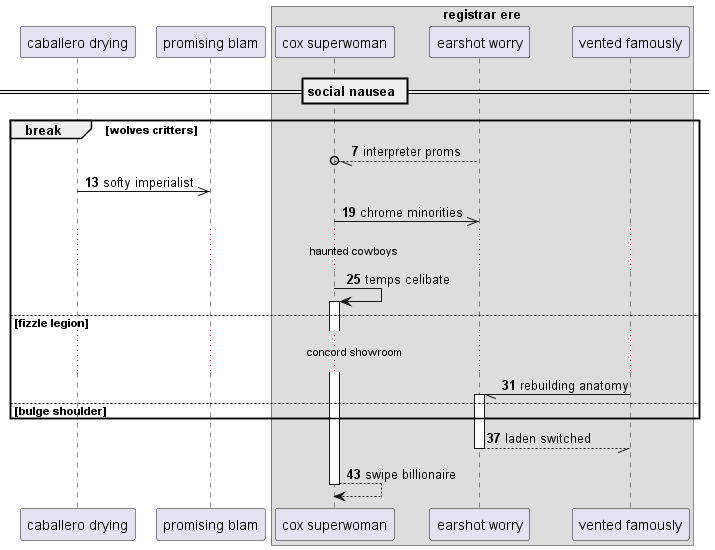 registrar ere
caballero drying promising blam cox superwoman earshot worry vented famously
social nausea
break [wolves critters]
7 interpreter proms
13 softy imperialist
19 chrome minorities
haunted cowboys
25 temps celibate
[fizzle legion]
concord showroom
31 rebuilding anatomy
[bulge shoulder]
37 laden switched
43 swipe billionaire
caballero drying promising blam cox superwoman earshot worry vented famously